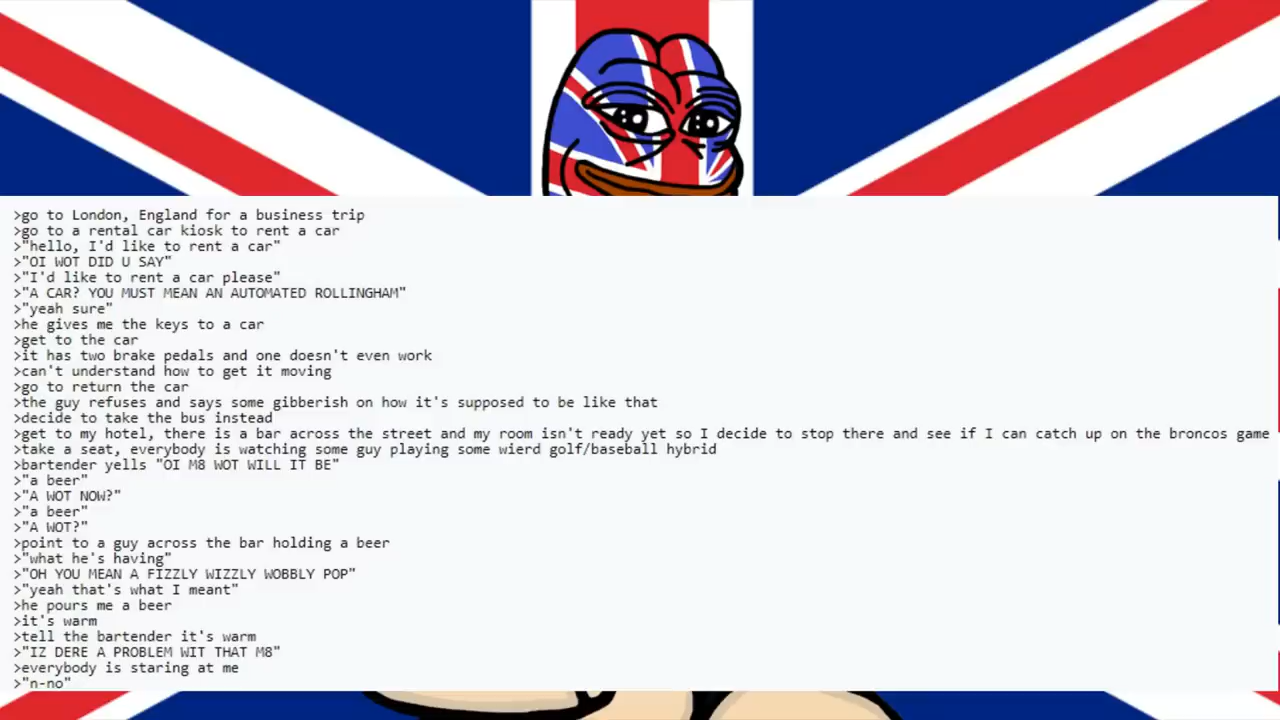 >go to London, England for a business trip
>go to a rental car kiosk to rent a car
>"hello, I'd like to rent a car"
>"OI WOT DID U SAY"
>"I'd like to rent a car please"
>"A CAR? YOU MUST MEAN AN AUTOMATED ROLLINGHAM"
>"yeah sure"
>he gives me the keys to a car
>get to the car
>it has two brake pedals and one doesn't even work
>can't understand how to get it moving
>go to return the car
>the guy refuses and says some gibberish on how it's supposed to be like that
>decide to take the bus instead
>get to my hotel, there is a bar across the street and my room isn't ready yet so I decide to stop there and see if I can catch up on the broncos game
>take a seat, everybody is watching some guy playing some wierd golf/baseball hybrid
>bartender yells "OI M8 WOT WILL IT BE"
>"a beer"
>"A WOT NOW?"
>"a beer"
>"A WOT?"
>point to a guy across the bar holding a beer
>"what he's having"
>"OH YOU MEAN A FIZZLY WIZZLY WOBBLY POP"
>"yeah that's what I meant"
>he pours me a beer
>it's warm
>tell the bartender it's warm
>"IZ DERE A PROBLEM WIT THAT M8"
>everybody is staring at me
>"n-no"